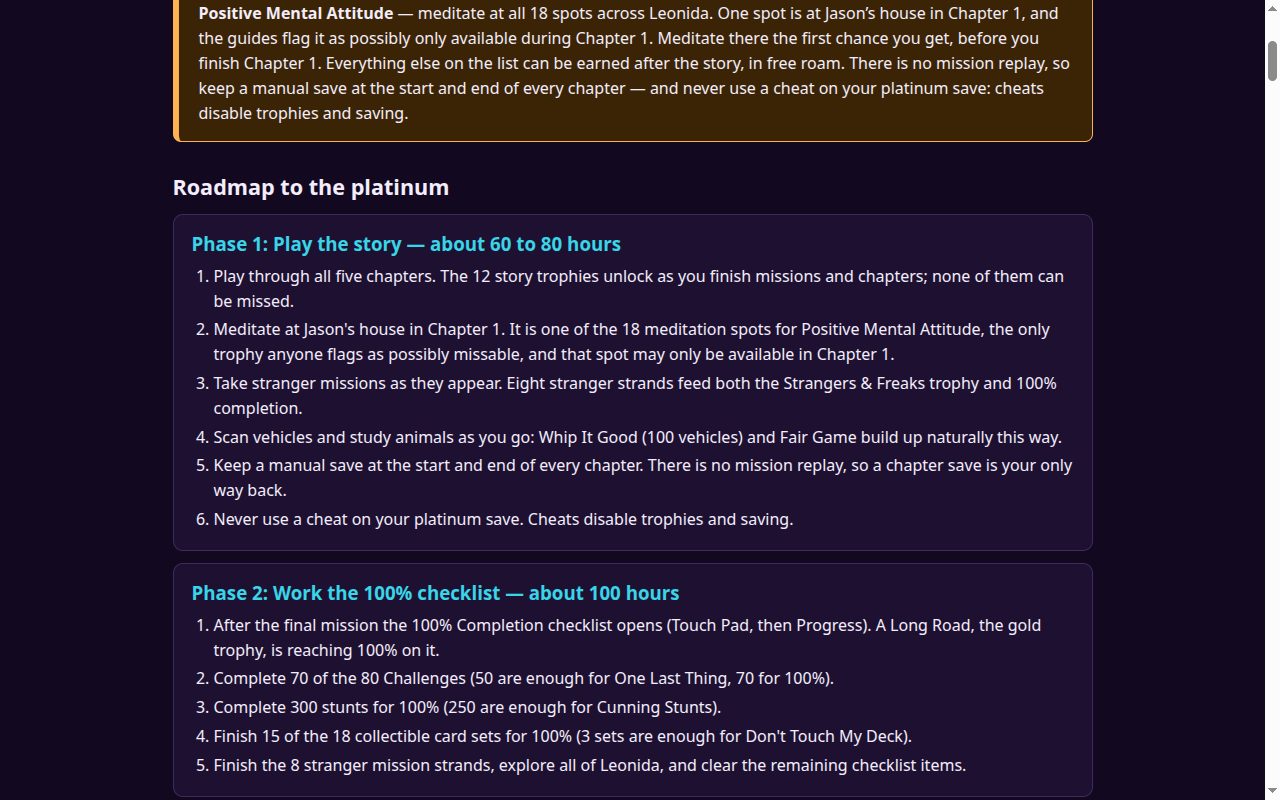 Positive Mental Attitude — meditate at all 18 spots across Leonida. One spot is at Jason’s house in Chapter 1, and
the guides flag it as possibly only available during Chapter 1. Meditate there the first chance you get, before you
finish Chapter 1. Everything else on the list can be earned after the story, in free roam. There is no mission replay, so
keep a manual save at the start and end of every chapter — and never use a cheat on your platinum save: cheats
disable trophies and saving.
Roadmap to the platinum
Phase 1: Play the story — about 60 to 80 hours
1. Play through all five chapters. The 12 story trophies unlock as you finish missions and chapters; none of them can
be missed.
2. Meditate at Jason's house in Chapter 1. It is one of the 18 meditation spots for Positive Mental Attitude, the only
trophy anyone flags as possibly missable, and that spot may only be available in Chapter 1.
3. Take stranger missions as they appear. Eight stranger strands feed both the Strangers & Freaks trophy and 100%
completion.
4. Scan vehicles and study animals as you go: Whip It Good (100 vehicles) and Fair Game build up naturally this way.
5. Keep a manual save at the start and end of every chapter. There is no mission replay, so a chapter save is your only
way back.
6. Never use a cheat on your platinum save. Cheats disable trophies and saving.
Phase 2: Work the 100% checklist — about 100 hours
1. After the final mission the 100% Completion checklist opens (Touch Pad, then Progress). A Long Road, the gold
trophy, is reaching 100% on it.
2. Complete 70 of the 80 Challenges (50 are enough for One Last Thing, 70 for 100%).
3. Complete 300 stunts for 100% (250 are enough for Cunning Stunts).
4. Finish 15 of the 18 collectible card sets for 100% (3 sets are enough for Don't Touch My Deck).
5. Finish the 8 stranger mission strands, explore all of Leonida, and clear the remaining checklist items.